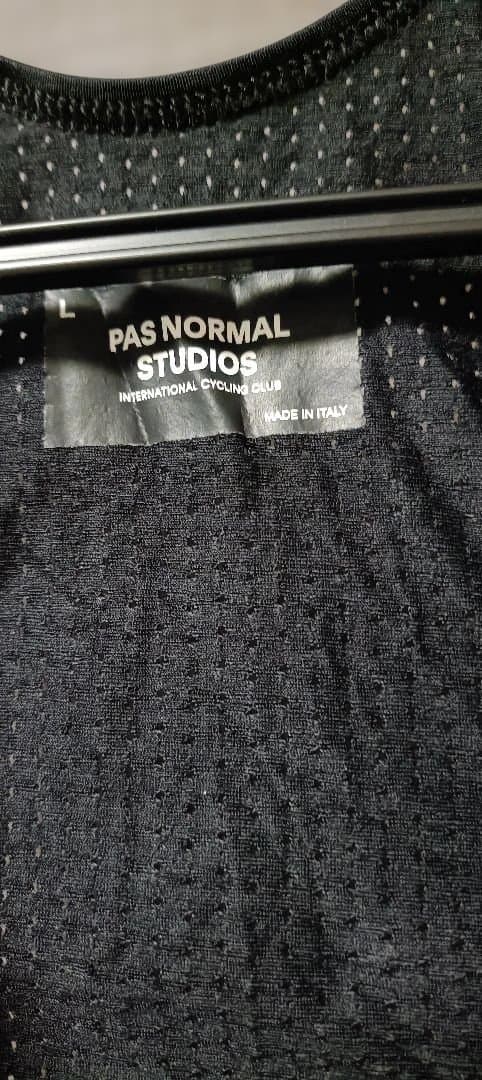 L
PAS NORMAL
STUDIOS
INTERNATIONAL CYCLING CLUB
MADE IN ITALY